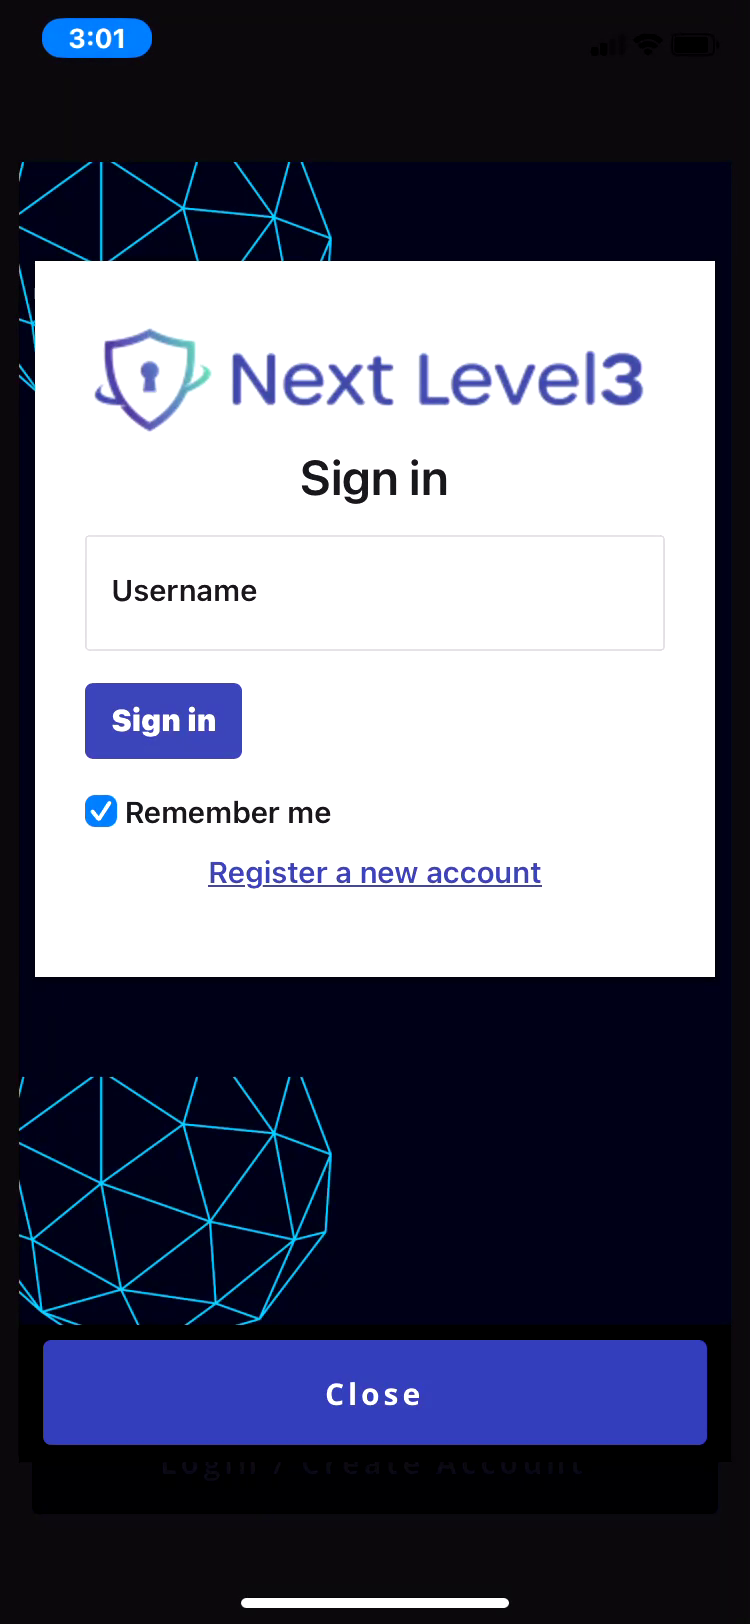 3:01
Next Level3
Sign in
Username
Sign in
Remember me
Register a new account
Close
Login / Create Account